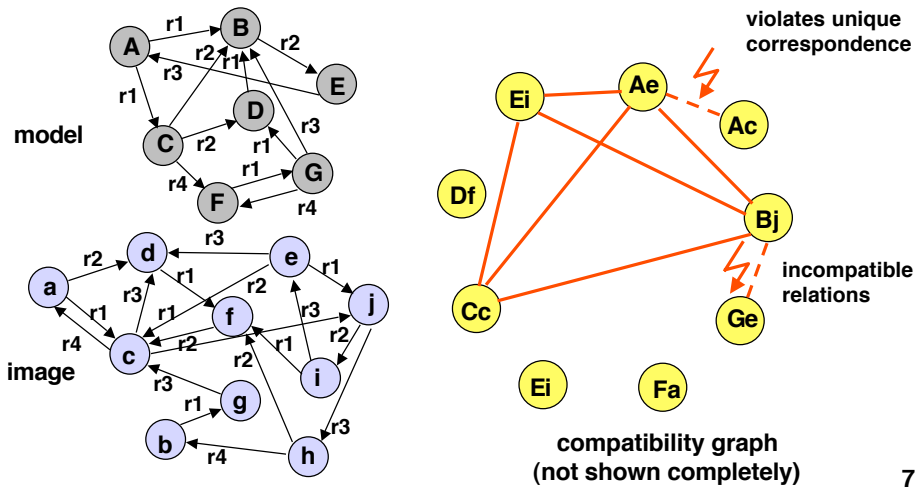 model
A
B
C
D
E
F
G
r1
r2
r2
r1
r3
r1
r2
r1
r3
r4
r1
r4
image
a
b
c
d
e
f
g
h
i
j
r3
r2
r1
r1
r3
r1
r2
r1
r4
r2
r3
r1
r2
r2
r3
r1
r4
r3
violates unique
correspondence
Ei
Ae
Ac
Df
Bj
Cc
Ge
Ei
Fa
incompatible
relations
compatibility graph
(not shown completely)
7